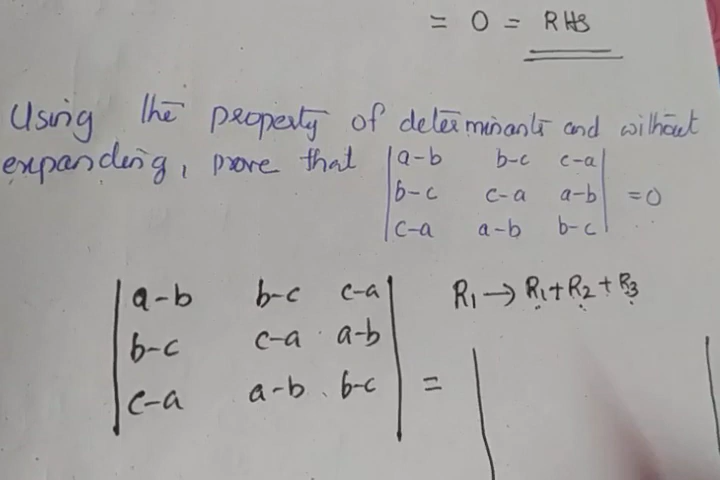 = 0 = RHS
Using the property of determinants and without
expanding, prove that |a-b b-c c-a|
|b-c c-a a-b| =0
|c-a a-b b-c|
|a-b b-c c-a| R₁→R₁+R₂+R₃
|b-c c-a a-b|
|c-a a-b b-c| = | |